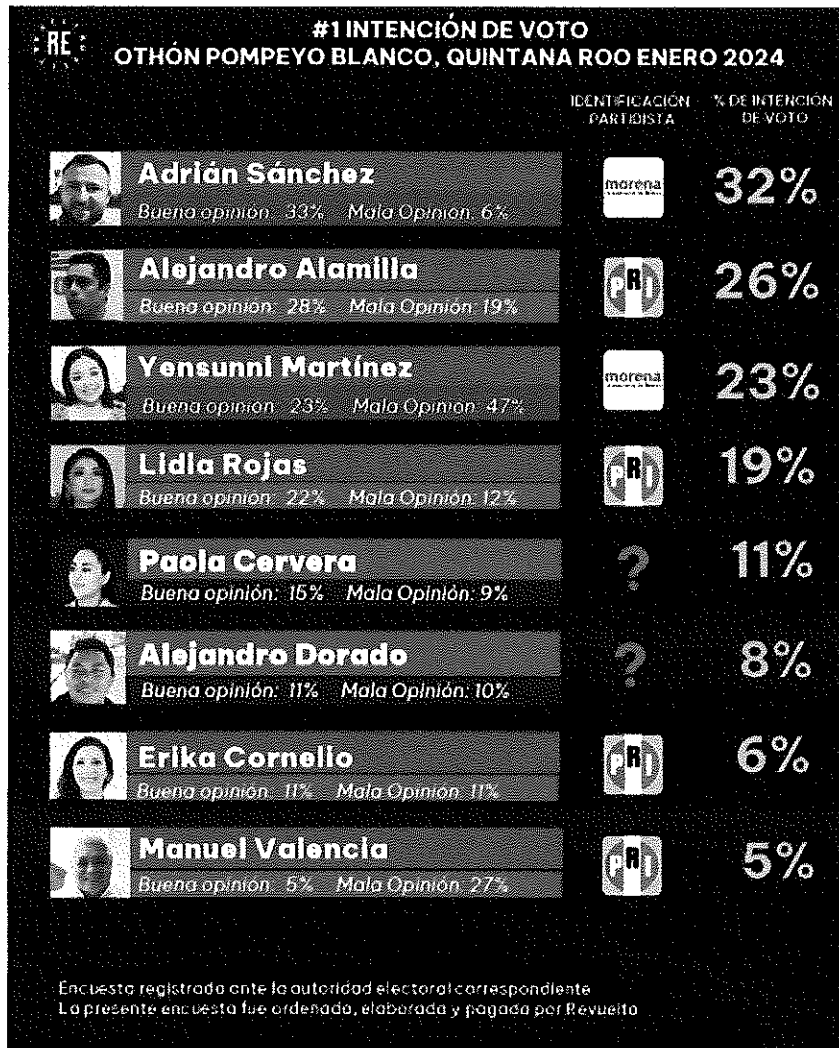 RE
#1 INTENCIÓN DE VOTO
OTHÓN POMPEYO BLANCO, QUINTANA ROO ENERO 2024
IDENTIFICACIÓN PARTIDISTA
% DE INTENCIÓN DE VOTO
Adrián Sánchez
Buena opinión: 33% Mala Opinión: 6%
morena
32%
Alejandro Alamilla
Buena opinión: 28% Mala Opinión: 19%
PRI
26%
Yensunni Martínez
Buena opinión: 23% Mala Opinión: 47%
morena
23%
Lidia Rojas
Buena opinión: 22% Mala Opinión: 12%
PRI
19%
Paola Cervera
Buena opinión: 15% Mala Opinión: 9%
?
11%
Alejandro Dorado
Buena opinión: 11% Mala Opinión: 10%
?
8%
Erika Cornelio
Buena opinión: 11% Mala Opinión: 11%
PRI
6%
Manuel Valencia
Buena opinión: 5% Mala Opinión: 27%
PRI
5%
Encuesta registrada ante la autoridad electoral correspondiente
La presente encuesta fue ordenada, elaborada y pagada por Revuelta